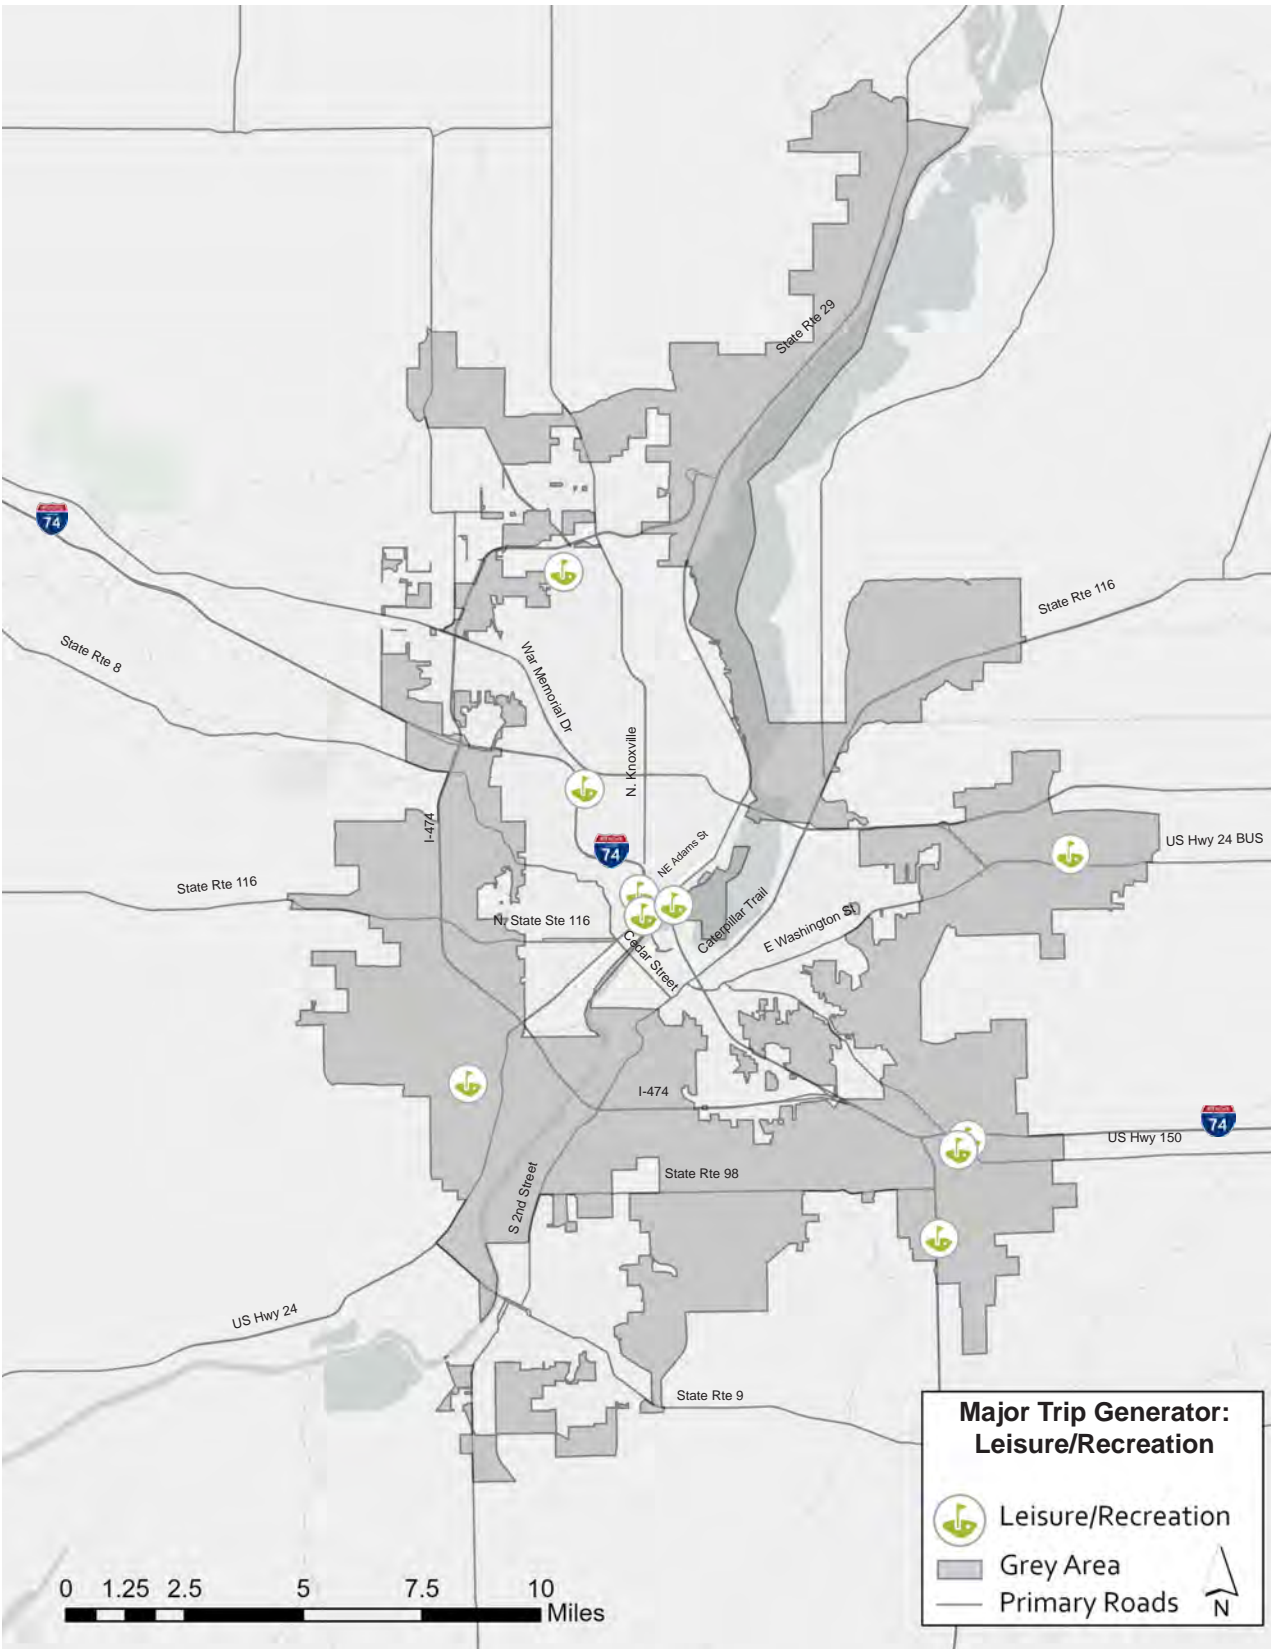 State Rte 29
74
State Rte 116
State Rte 8
War Memorial Dr
N. Knoxville
I-474
74
NE Adams St
US Hwy 24 BUS
State Rte 116
N. State Ste 116
Caterpillar Trail
E Washington St
Cedar Street
I-474
74
US Hwy 150
State Rte 98
S 2nd Street
US Hwy 24
State Rte 9
Major Trip Generator:
Leisure/Recreation
Leisure/Recreation
Grey Area
Primary Roads
N
0 1.25 2.5 5 7.5 10
Miles